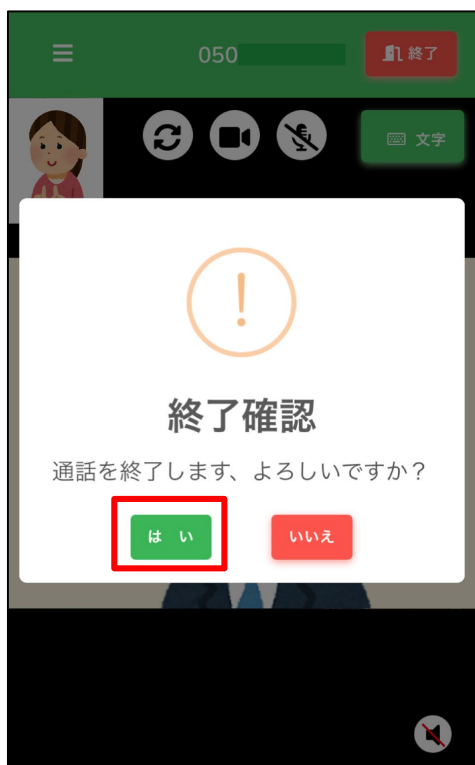 050
終了
文字
終了確認
通話を終了します、よろしいですか？
は い
いいえ